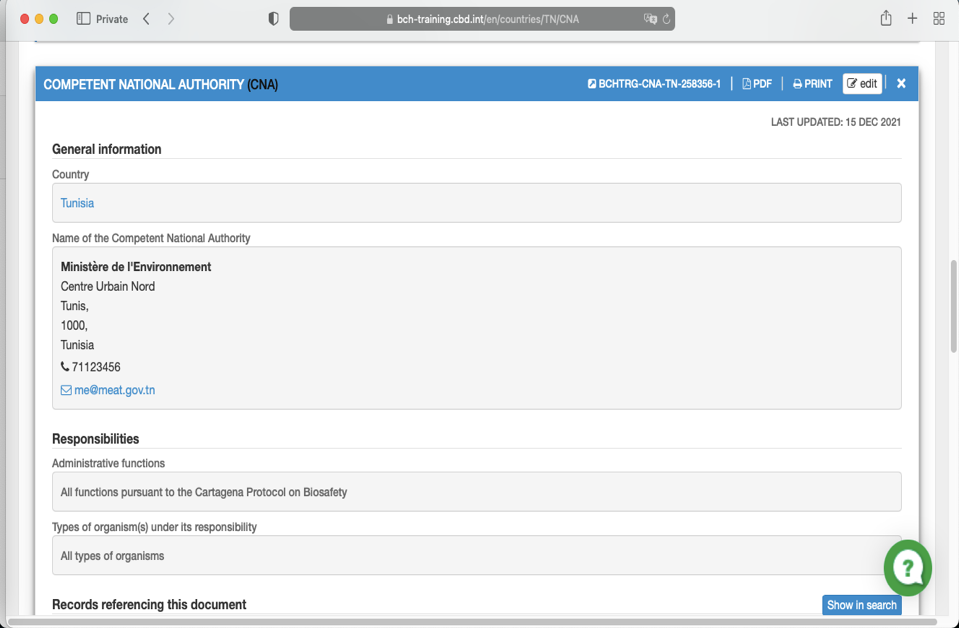 Private
bch-training.cbd.int/en/countries/TN/CNA
COMPETENT NATIONAL AUTHORITY (CNA)
BCHTRG-CNA-TN-258356-1 | PDF | PRINT edit
LAST UPDATED: 15 DEC 2021
General information
Country
Tunisia
Name of the Competent National Authority
Ministère de l'Environnement
Centre Urbain Nord
Tunis,
1000,
Tunisia
71123456
me@meat.gov.tn
Responsibilities
Administrative functions
All functions pursuant to the Cartagena Protocol on Biosafety
Types of organism(s) under its responsibility
All types of organisms
?
Records referencing this document
Show in search